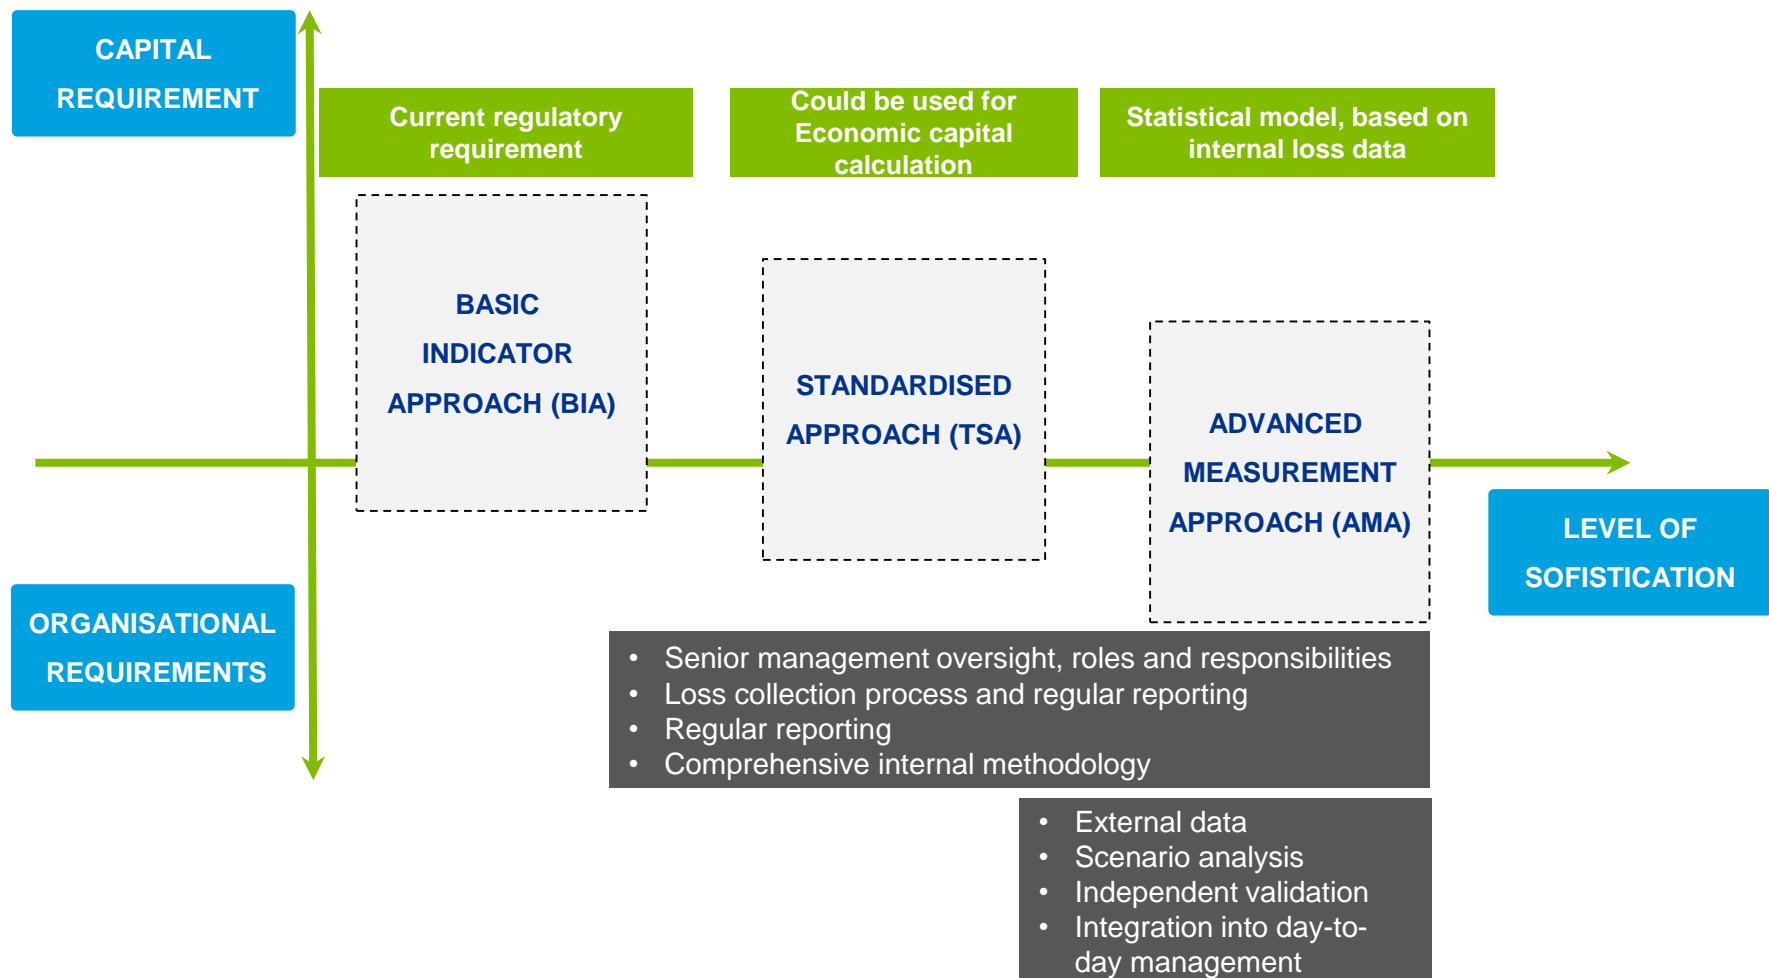 CAPITAL
REQUIREMENT
Current regulatory
requirement
Could be used for
Economic capital
calculation
Statistical model, based on
internal loss data
BASIC
INDICATOR
APPROACH (BIA)
STANDARDISED
APPROACH (TSA)
ADVANCED
MEASUREMENT
APPROACH (AMA)
LEVEL OF
SOFISTICATION
ORGANISATIONAL
REQUIREMENTS
• Senior management oversight, roles and responsibilities
• Loss collection process and regular reporting
• Regular reporting
• Comprehensive internal methodology
• External data
• Scenario analysis
• Independent validation
• Integration into day-to-
day management